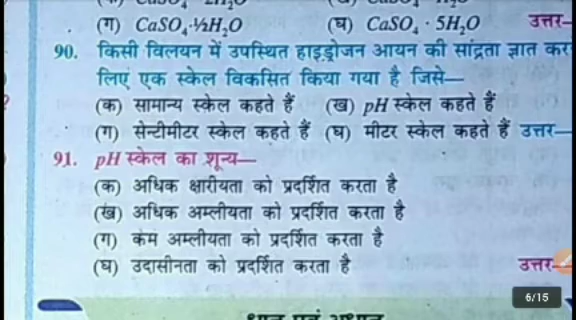 (ग) CaSO₄·½H₂O (घ) CaSO₄ · 5H₂O उत्तर–
90. किसी विलयन में उपस्थित हाइड्रोजन आयन की सांद्रता ज्ञात कर
लिए एक स्केल विकसित किया गया है जिसे—
(क) सामान्य स्केल कहते हैं (ख) pH स्केल कहते हैं
(ग) सेन्टीमीटर स्केल कहते हैं (घ) मीटर स्केल कहते हैं उत्तर—
91. pH स्केल का शून्य—
(क) अधिक क्षारीयता को प्रदर्शित करता है
(ख) अधिक अम्लीयता को प्रदर्शित करता है
(ग) कम अम्लीयता को प्रदर्शित करता है
(घ) उदासीनता को प्रदर्शित करता है उत्तर–
6/15